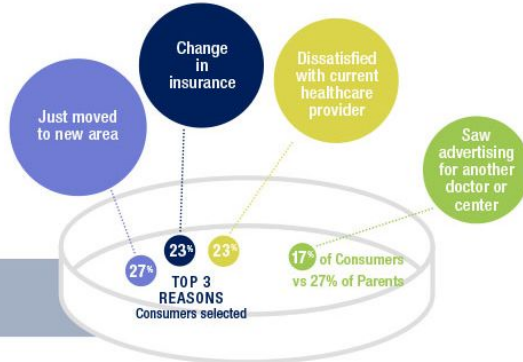 Change
in
insurance
Dissatisfied
with current
healthcare
provider
Just moved
to new area
Saw
advertising
for another
doctor or
center
27%
23%
23%
TOP 3
REASONS
Consumers selected
17% of Consumers
vs 27% of Parents